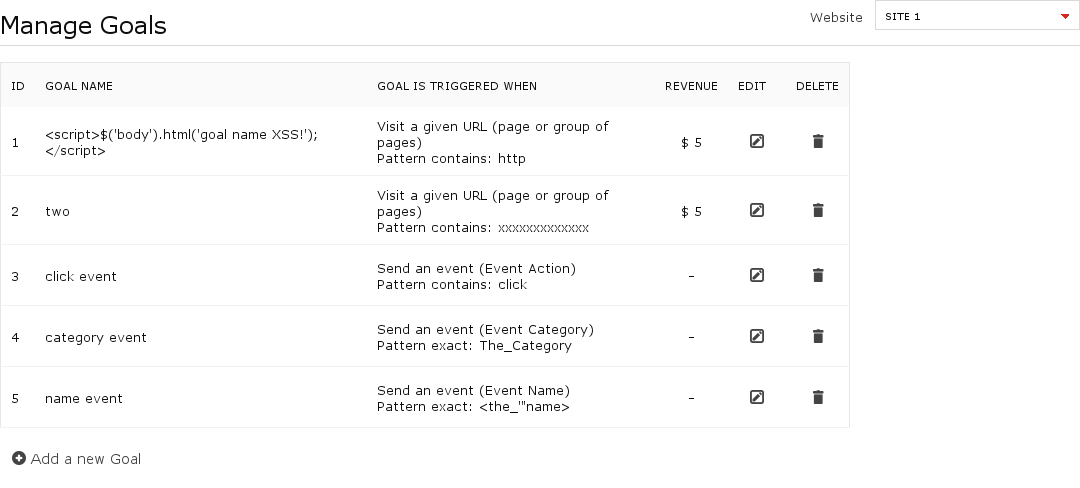 Manage Goals
Website
SITE 1
ID GOAL NAME GOAL IS TRIGGERED WHEN REVENUE EDIT DELETE
1
<script>$('body').html('goal name XSS!');
</script>
Visit a given URL (page or group of
pages)
Pattern contains: http
$ 5
2
two
Visit a given URL (page or group of
pages)
Pattern contains: xxxxxxxxxxxxx
$ 5
3
click event
Send an event (Event Action)
Pattern contains: click
-
4
category event
Send an event (Event Category)
Pattern exact: The_Category
-
5
name event
Send an event (Event Name)
Pattern exact: <the_'"name>
-
Add a new Goal